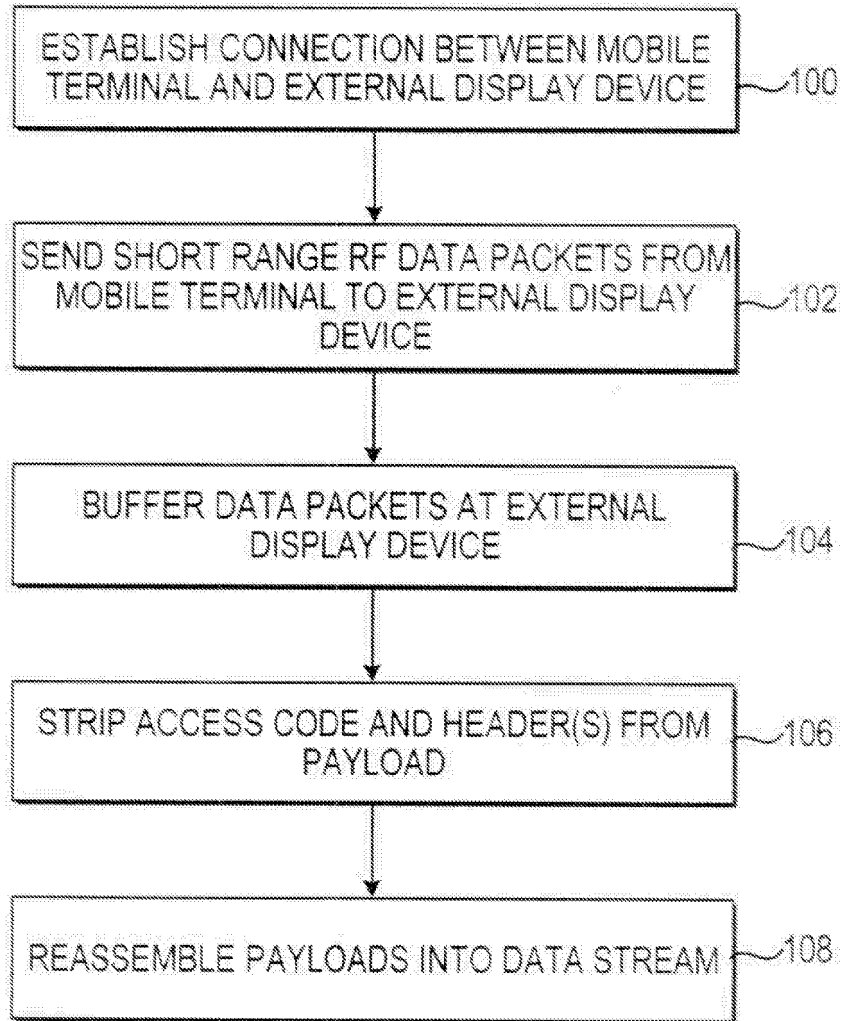 ESTABLISH CONNECTION BETWEEN MOBILE
TERMINAL AND EXTERNAL DISPLAY DEVICE
100
SEND SHORT RANGE RF DATA PACKETS FROM
MOBILE TERMINAL TO EXTERNAL DISPLAY
DEVICE
102
BUFFER DATA PACKETS AT EXTERNAL
DISPLAY DEVICE
104
STRIP ACCESS CODE AND HEADER(S) FROM
PAYLOAD
106
REASSEMBLE PAYLOADS INTO DATA STREAM
108